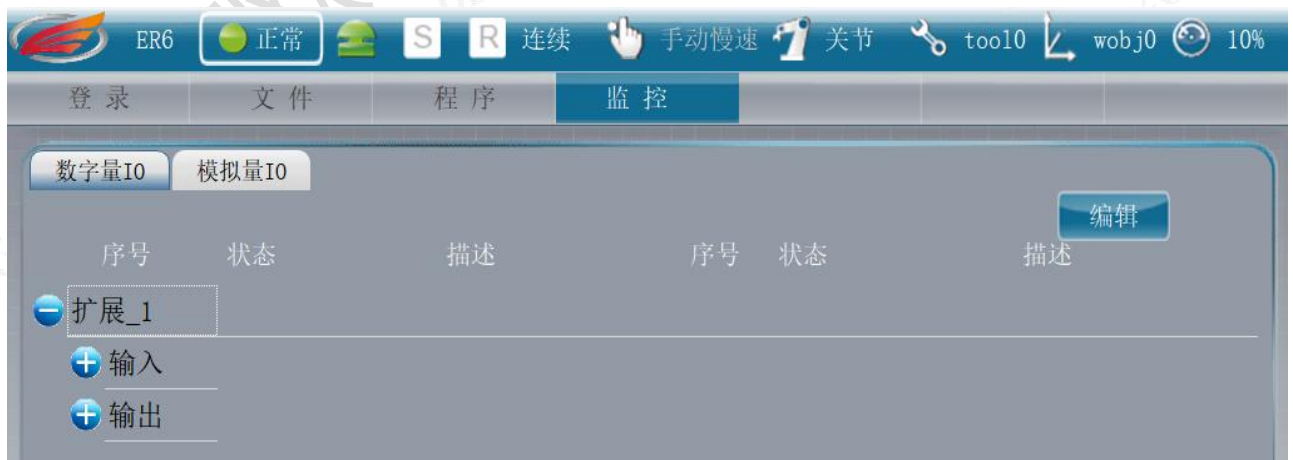 ER6 正常 S R 连续 手动慢速 关节 tool0 wobj0 10%
登录 文件 程序 监控
数字量IO 模拟量IO
编辑
序号 状态 描述 序号 状态 描述
扩展_1
输入
输出